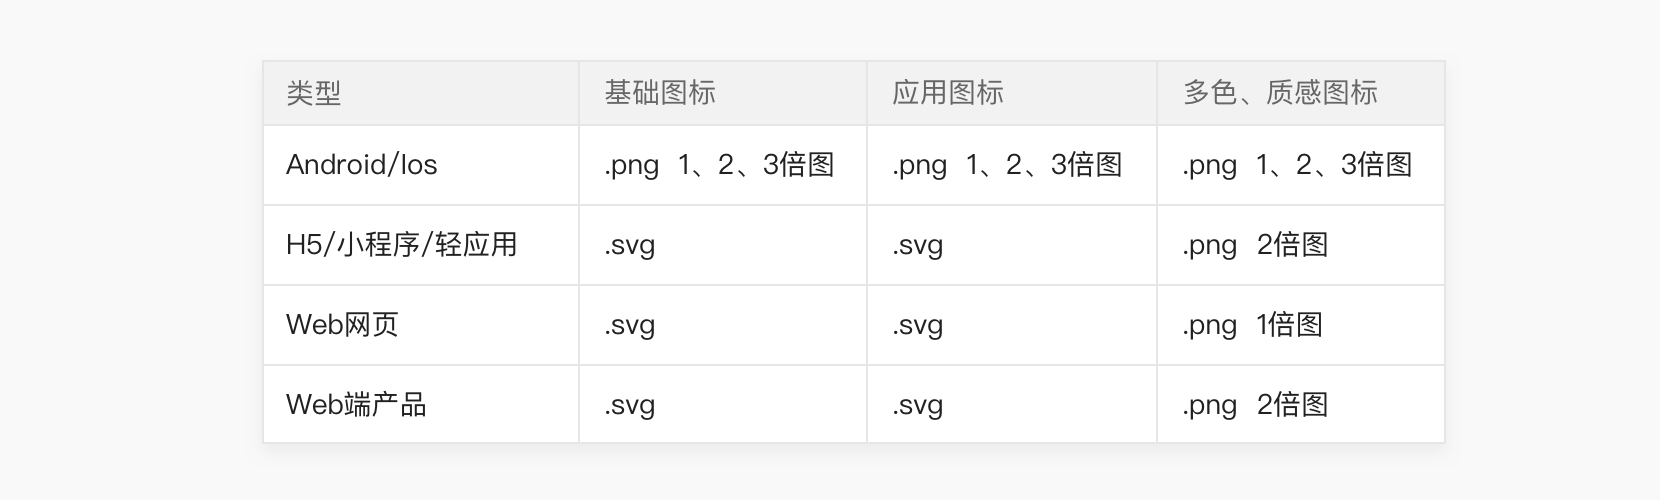 类型 基础图标 应用图标 多色、质感图标
Android/Ios .png 1、2、3倍图 .png 1、2、3倍图 .png 1、2、3倍图
H5/小程序/轻应用 .svg .svg .png 2倍图
Web网页 .svg .svg .png 1倍图
Web端产品 .svg .svg .png 2倍图